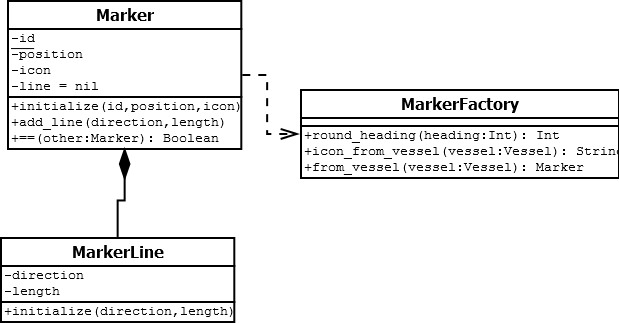 Marker
-id
-position
-icon
-line = nil
+initialize(id,position,icon)
+add_line(direction,length)
+==(other:Marker): Boolean
MarkerFactory
+round_heading(heading:Int): Int
+icon_from_vessel(vessel:Vessel): String
+from_vessel(vessel:Vessel): Marker
MarkerLine
-direction
-length
+initialize(direction,length)